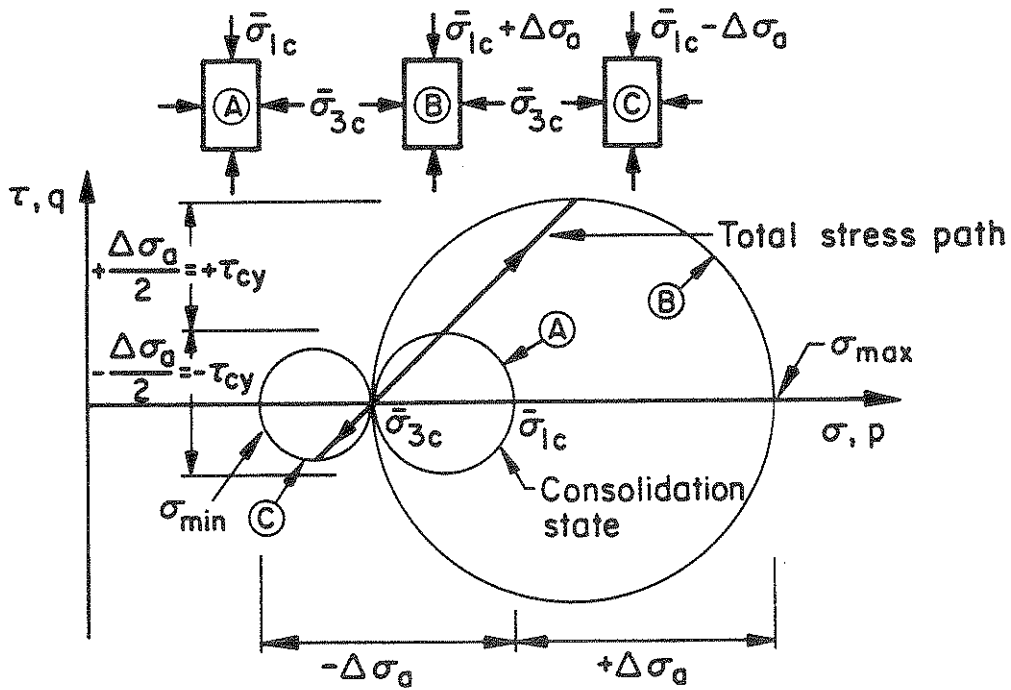 σ̄1c
σ̄1c+Δσa
σ̄1c-Δσa
A
σ̄3c
B
σ̄3c
C
τ,q
Total stress path
+Δσa/2=+τcy
B
A
-Δσa/2=-τcy
σmax
σ̄3c
σ̄1c
σ,p
σmin
C
Consolidation
state
-Δσa
+Δσa